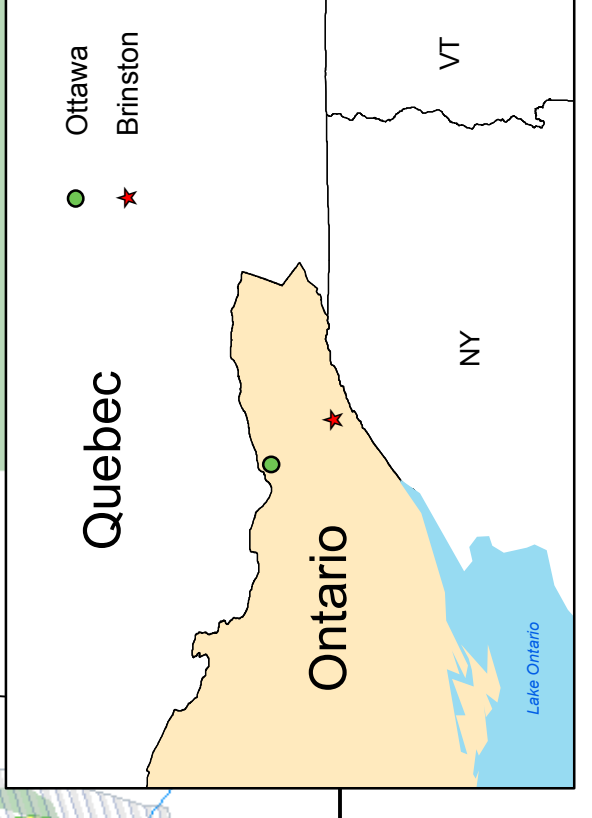 Ottawa
Brinston
Quebec
Ontario
NY
VT
Lake Ontario